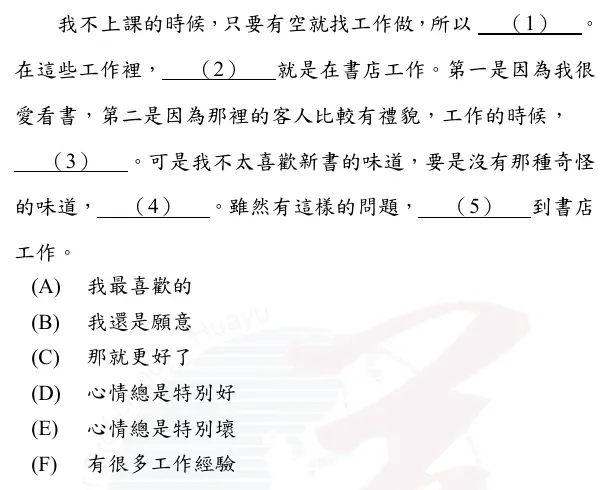 我不上課的時候，只要有空就找工作做，所以 （1） 。
在這些工作裡， （2） 就是在書店工作。第一是因為我很
愛看書，第二是因為那裡的客人比較有禮貌，工作的時候，
（3） 。可是我不太喜歡新書的味道，要是沒有那種奇怪
的味道， （4） 。雖然有這樣的問題， （5） 到書店
工作。
(A) 我最喜歡的
(B) 我還是願意
(C) 那就更好了
(D) 心情總是特別好
(E) 心情總是特別壞
(F) 有很多工作經驗